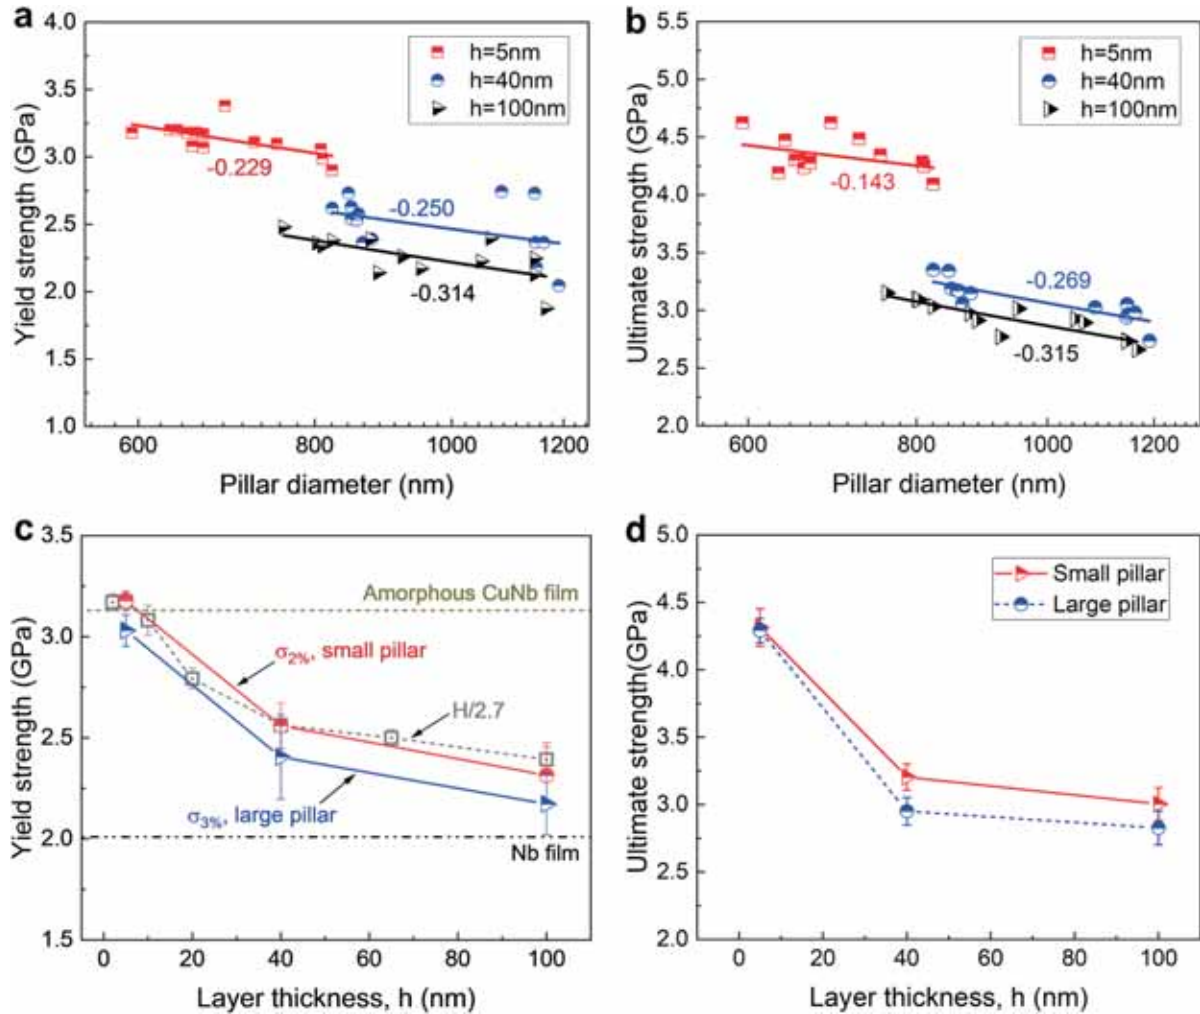 a
h=5nm
h=40nm
h=100nm
-0.229
-0.250
-0.314
4.0
3.5
3.0
2.5
2.0
1.5
1.0
Yield strength (GPa)
600
800
1000
1200
Pillar diameter (nm)
b
h=5nm
h=40nm
h=100nm
-0.143
-0.269
-0.315
5.5
5.0
4.5
4.0
3.5
3.0
2.5
2.0
Ultimate strength (GPa)
600
800
1000
1200
Pillar diameter (nm)
c
Amorphous CuNb film
σ2%, small pillar
H/2.7
σ3%, large pillar
Nb film
3.5
3.0
2.5
2.0
1.5
Yield strength (GPa)
0
20
40
60
80
100
Layer thickness, h (nm)
d
Small pillar
Large pillar
5.0
4.5
4.0
3.5
3.0
2.5
2.0
Ultimate strength(GPa)
0
20
40
60
80
100
Layer thickness, h (nm)